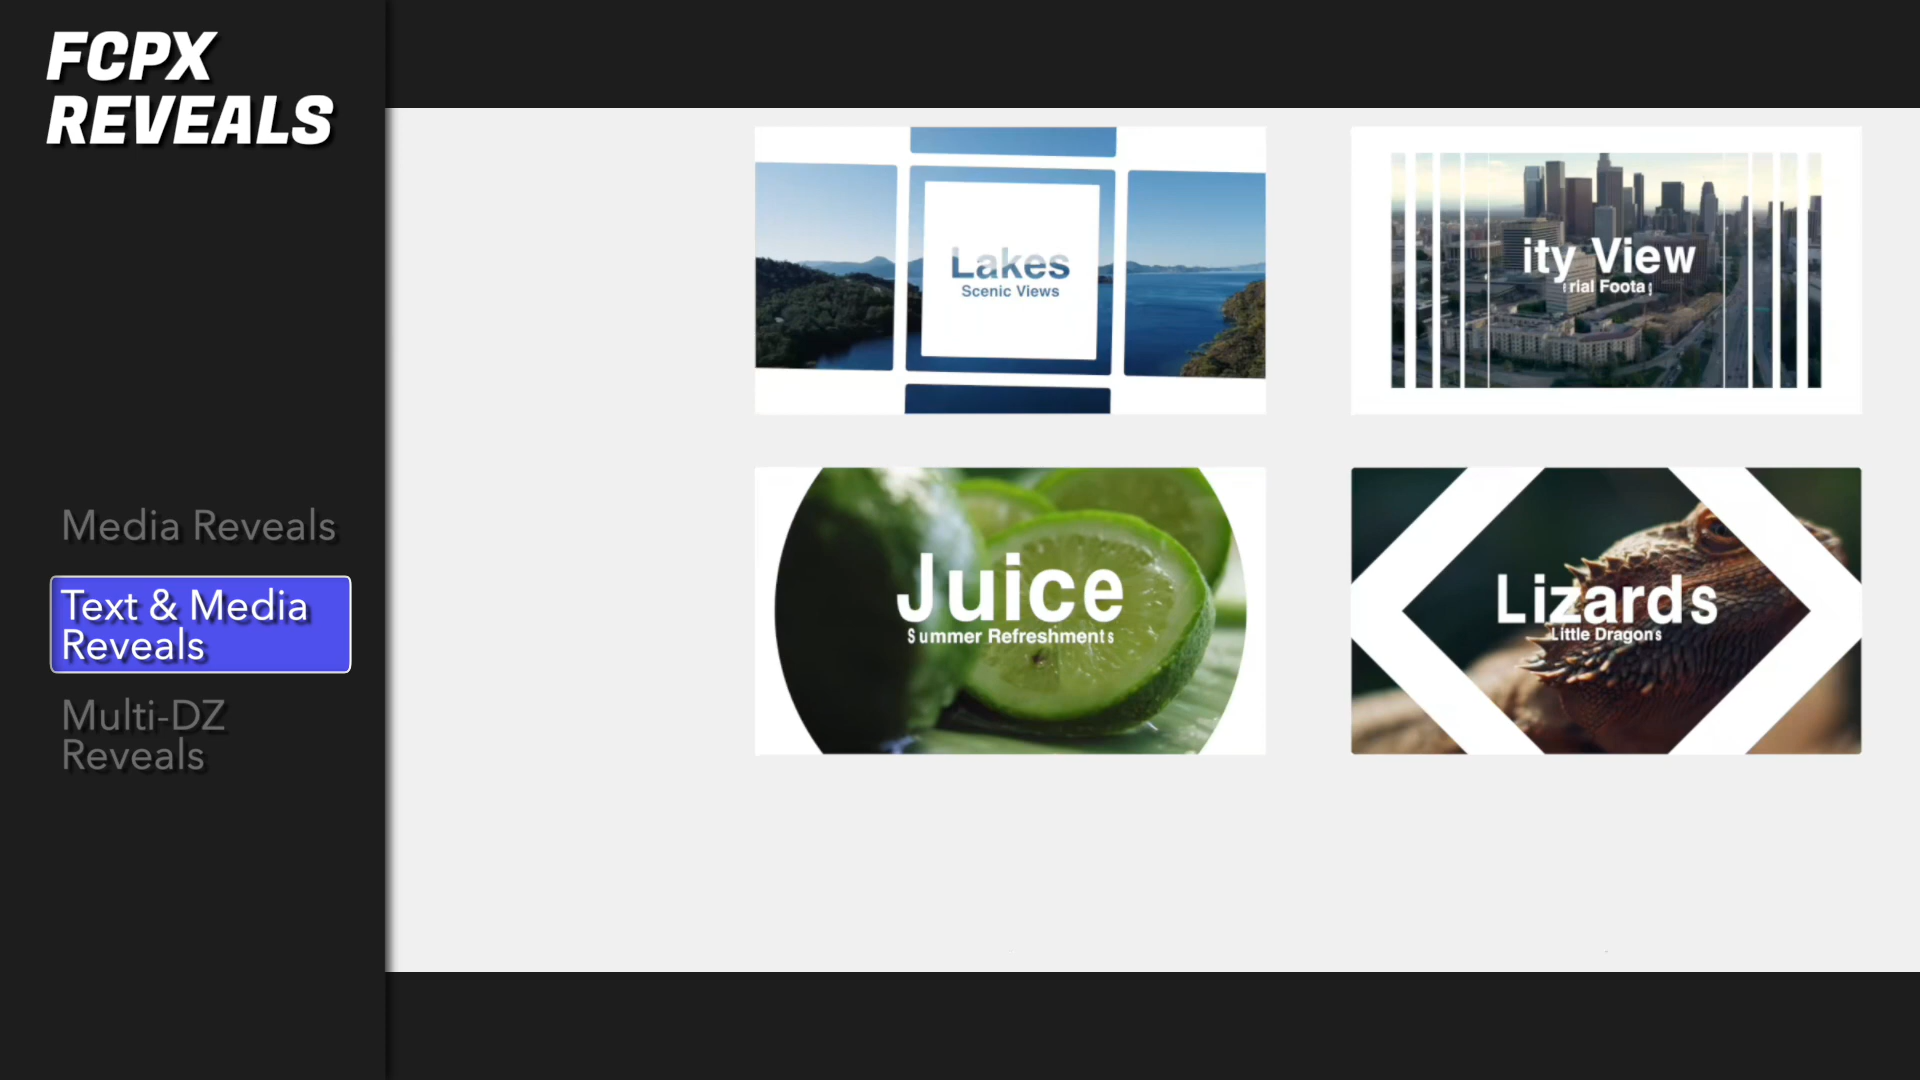 FCPX
REVEALS
Media Reveals
Text & Media
Reveals
Multi-DZ
Reveals
Lakes
Scenic Views
ity View
rial Foota
Juice
Summer Refreshments
Lizards
Little Dragons